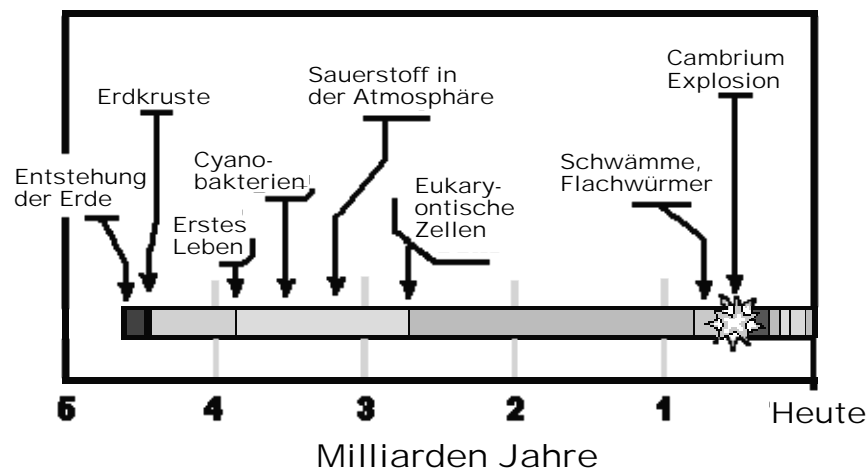 Cambrium
Explosion
Sauerstoff in
der Atmosphäre
Erdkruste
Cyano-
bakterien
Schwämme,
Flachwürmer
Entstehung
der Erde
Eukary-
ontische
Zellen
Erstes
Leben
5 4 3 2 1 Heute
Milliarden Jahre